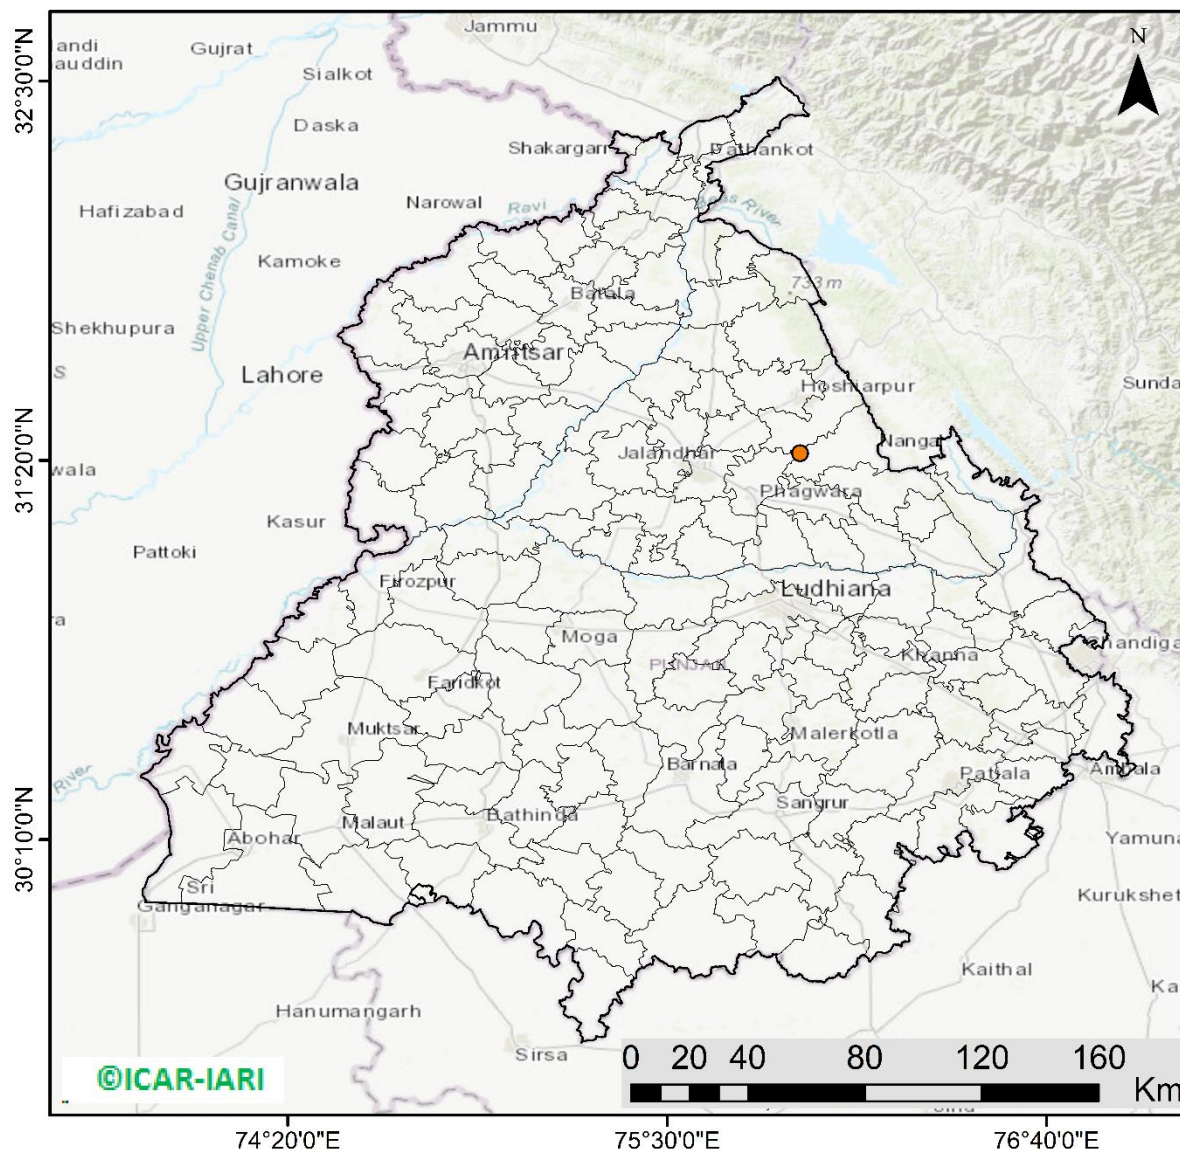 Jammu
andi
auddin
Gujrat
N
32°30'0"N
Sialkot
Daska
Shakargarh
Pathankot
Gujranwala
Hafizabad
Narowal
Ravi
Beas River
Upper Chenab Canal
Kamoke
733 m
Batala
Shekhupura
Amritsar
S
Lahore
Hoshiarpur
Sunda
31°20'0"N
wala
Jalandhar
Nanga
Phagwara
Kasur
Pattoki
Firozpur
Ludhiana
ra
Moga
Chandiga
Khanna
PUNJAB
Faridkot
Muktsar
Malerkotla
River
Barnala
Patiala
Ambala
Sangrur
30°10'0"N
Malaut
Bathinda
Abohar
Yamuna
Sri
Ganganagar
Kurukshet
Kaithal
Ka
Hanumangarh
Sirsa
0 20 40 80 120 160
Km
©ICAR-IARI
74°20'0"E 75°30'0"E 76°40'0"E